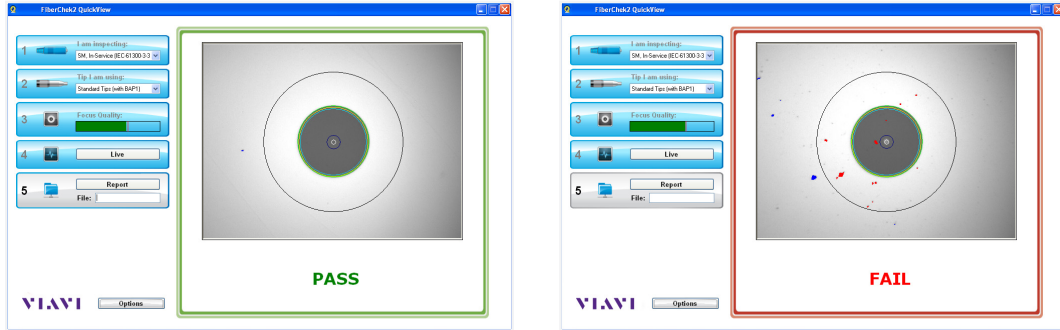 FiberChek2 QuickView
1
I am inspecting:
SM, In-Service (IEC-61300-3-3
2
Tip I am using:
Standard Tips (with BAP1)
3
Focus Quality:
4
Live
5
Report
File:
PASS
VIAVI
Options
FiberChek2 QuickView
1
I am inspecting:
SM, In-Service (IEC-61300-3-3
2
Tip I am using:
Standard Tips (with BAP1)
3
Focus Quality:
4
Live
5
Report
File:
FAIL
VIAVI
Options